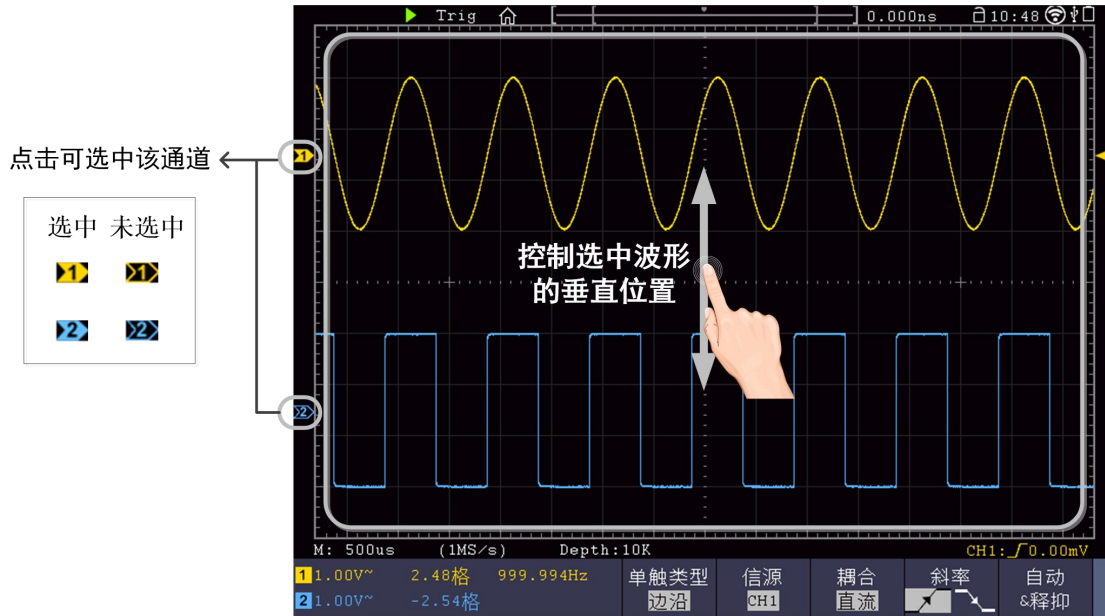 Trig 0.000ns 10:48
点击可选中该通道
1
选中 未选中
1 1
2 2
控制选中波形
的垂直位置
2
M: 500us (1MS/s) Depth:10K CH1: 0.00mV
1 1.00V~ 2.48格 999.994Hz
2 1.00V~ -2.54格
单触类型
边沿
信源
CH1
耦合
直流
斜率
自动
&释抑